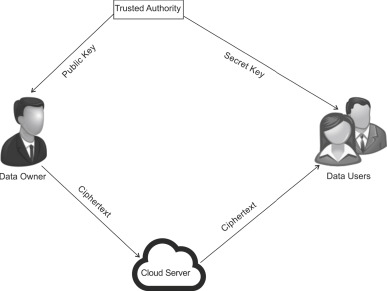 Trusted Authority
Public Key
Secret Key
Data Owner
Data Users
Ciphertext
Ciphertext
Cloud Server